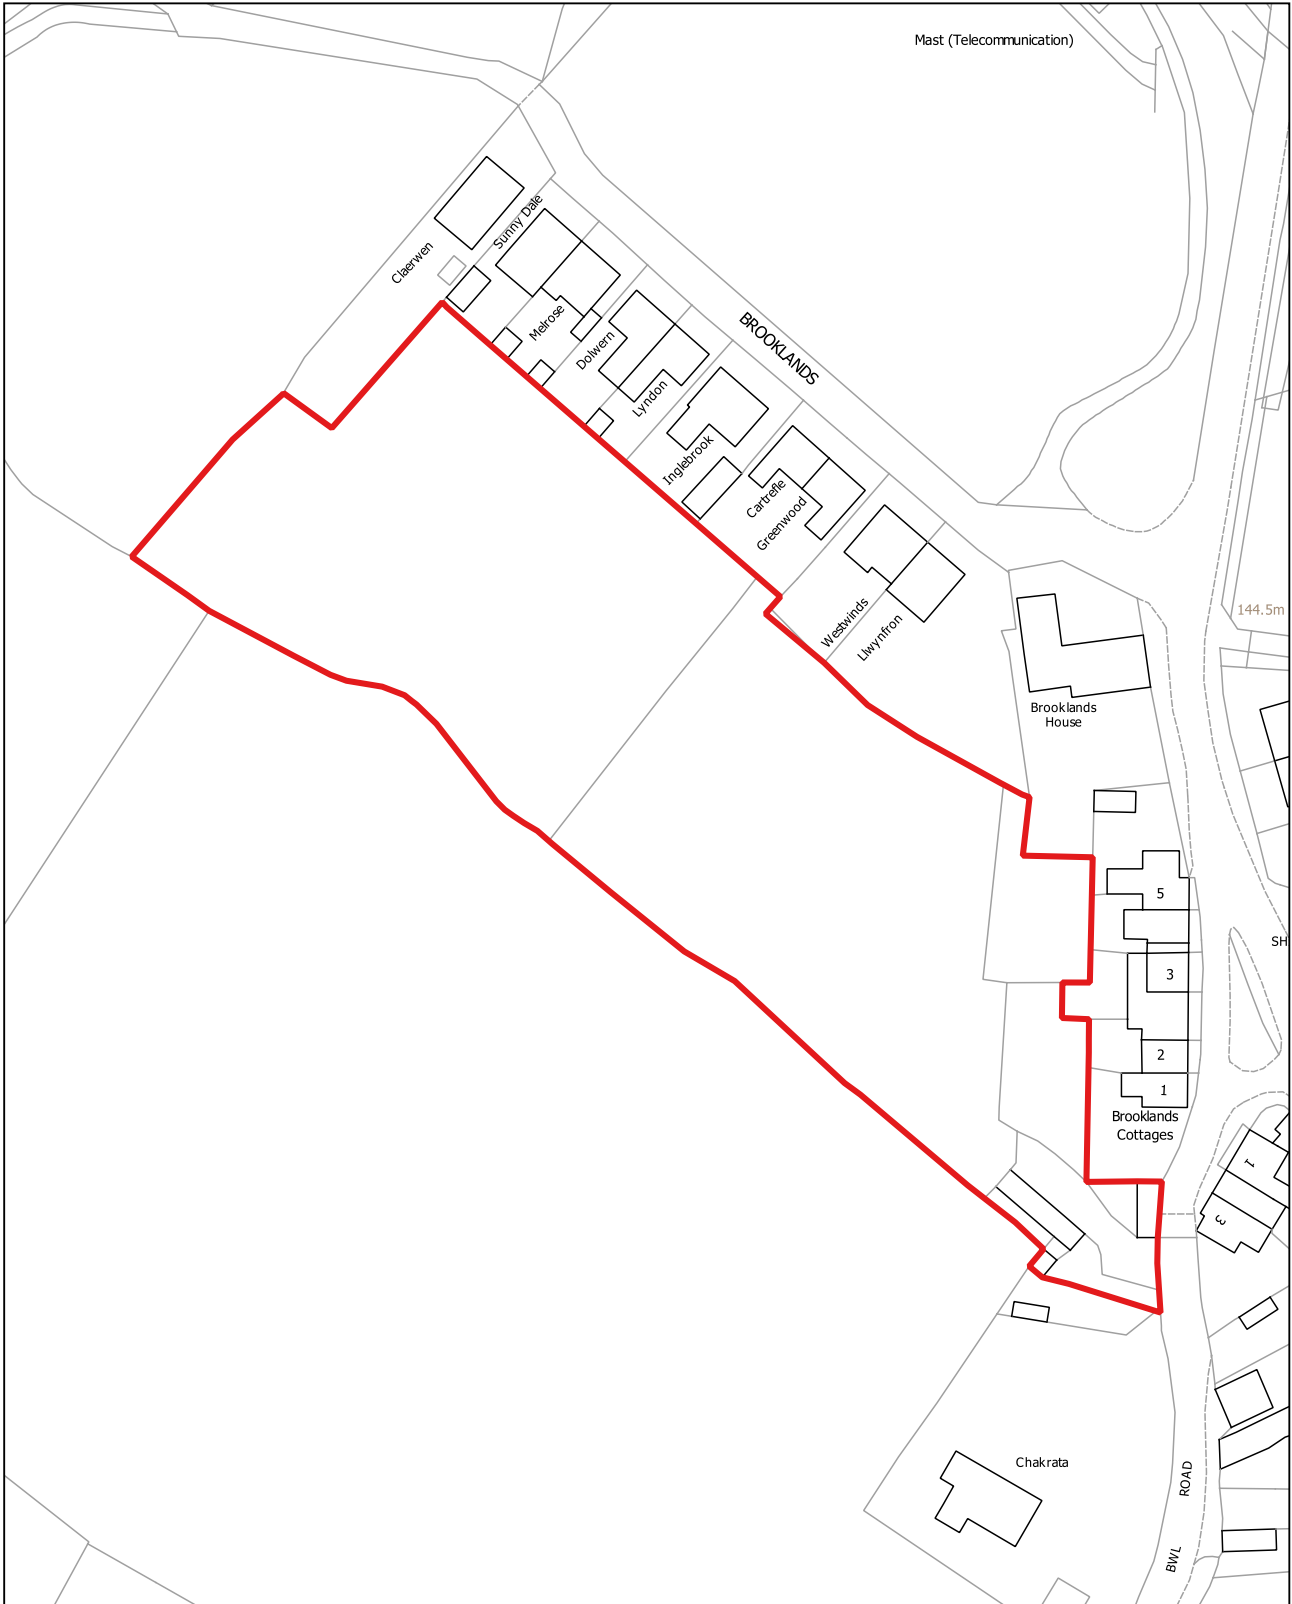 Mast (Telecommunication)
Sunny Dale
Claerwen
Melrose
BROOKLANDS
Dolwern
Lyndon
Inglebrook
Cartrefle
Greenwood
Westwinds
Llwynfron
144.5m
Brooklands
House
5
SH
3
2
1
Brooklands
Cottages
1
3
Chakrata
BWL ROAD